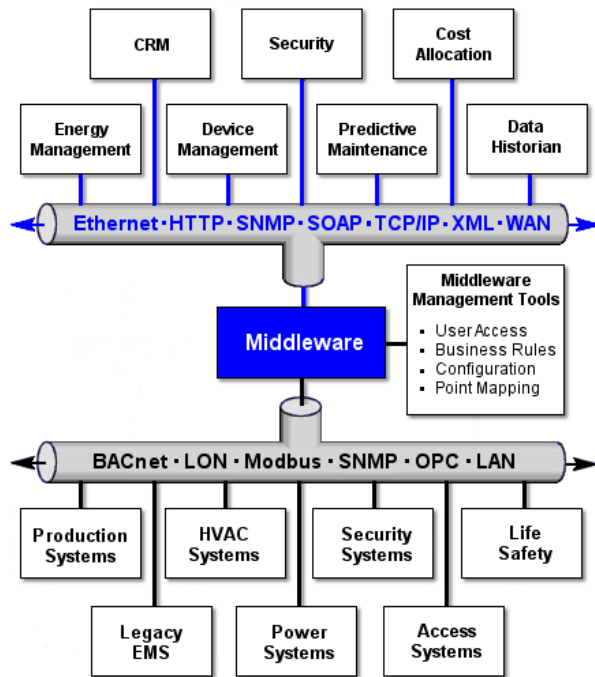 CRM
Security
Cost
Allocation
Energy
Management
Device
Management
Predictive
Maintenance
Data
Historian
Ethernet · HTTP · SNMP · SOAP · TCP/IP · XML · WAN
Middleware
Middleware
Management Tools
▪ User Access
▪ Business Rules
▪ Configuration
▪ Point Mapping
BACnet · LON · Modbus · SNMP · OPC · LAN
Production
Systems
HVAC
Systems
Security
Systems
Life
Safety
Legacy
EMS
Power
Systems
Access
Systems